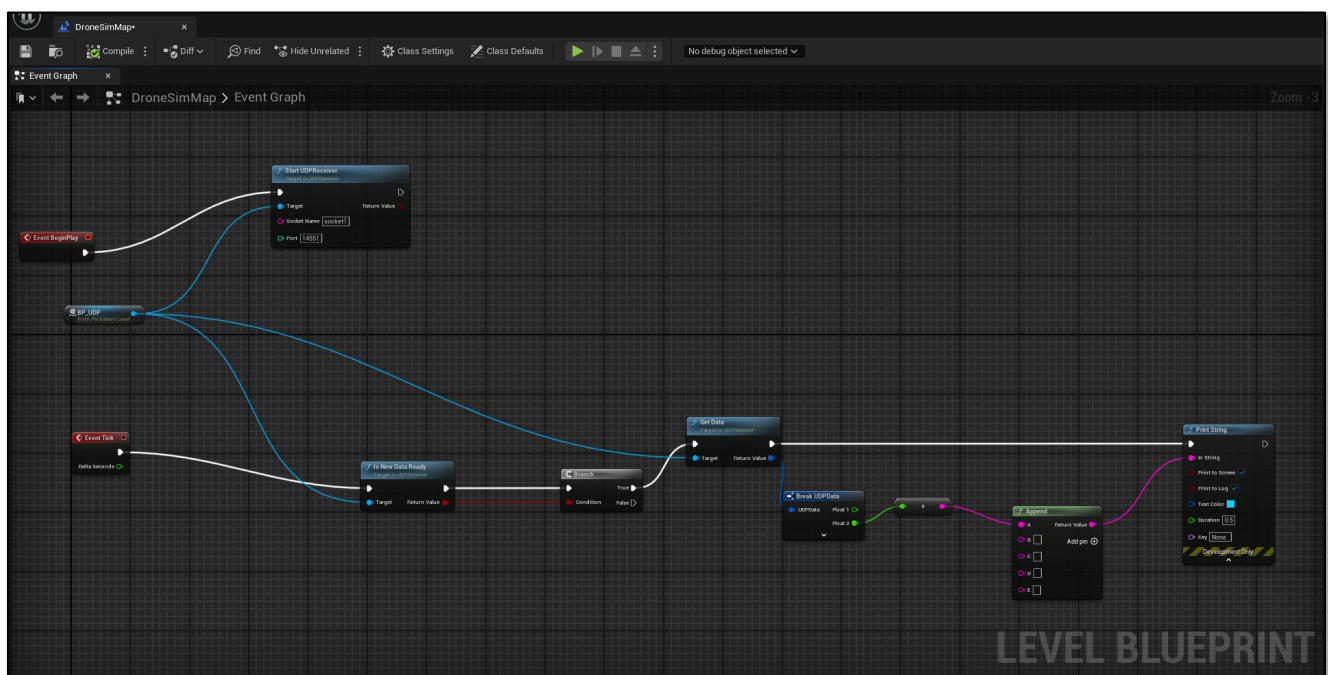 DroneSimMap•
Compile
Diff
Find
Hide Unrelated
Class Settings
Class Defaults
No debug object selected
Event Graph
DroneSimMap > Event Graph
Zoom -3
Start UDPReceiver
Target is UDPReceiver
Target
Return Value
Socket Name socket1
Port 14551
Event BeginPlay
BP_UDP
from Persistent Level
Event Tick
Delta Seconds
Is New Data Ready
Target is UDPReceiver
Target
Return Value
Branch
True
Condition
False
Get Data
Target is UDPReceiver
Target
Return Value
Break UDPData
UDPData
Float 1
Float 2
Append
A
Return Value
B
Add pin
C
D
E
Print String
In String
Print to Screen
Print to Log
Text Color
Duration 0.5
Key None
Development Only
LEVEL BLUEPRINT